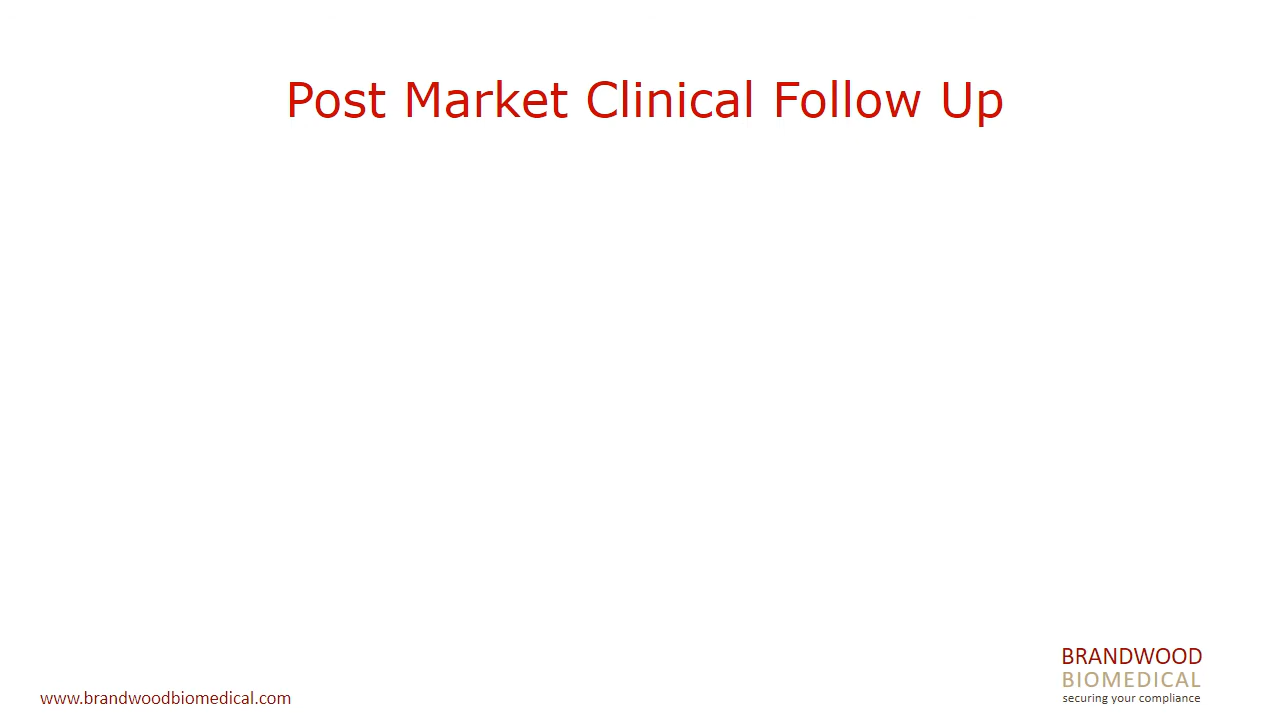 Post Market Clinical Follow Up
BRANDWOOD
BIOMEDICAL
securing your compliance
www.brandwoodbiomedical.com